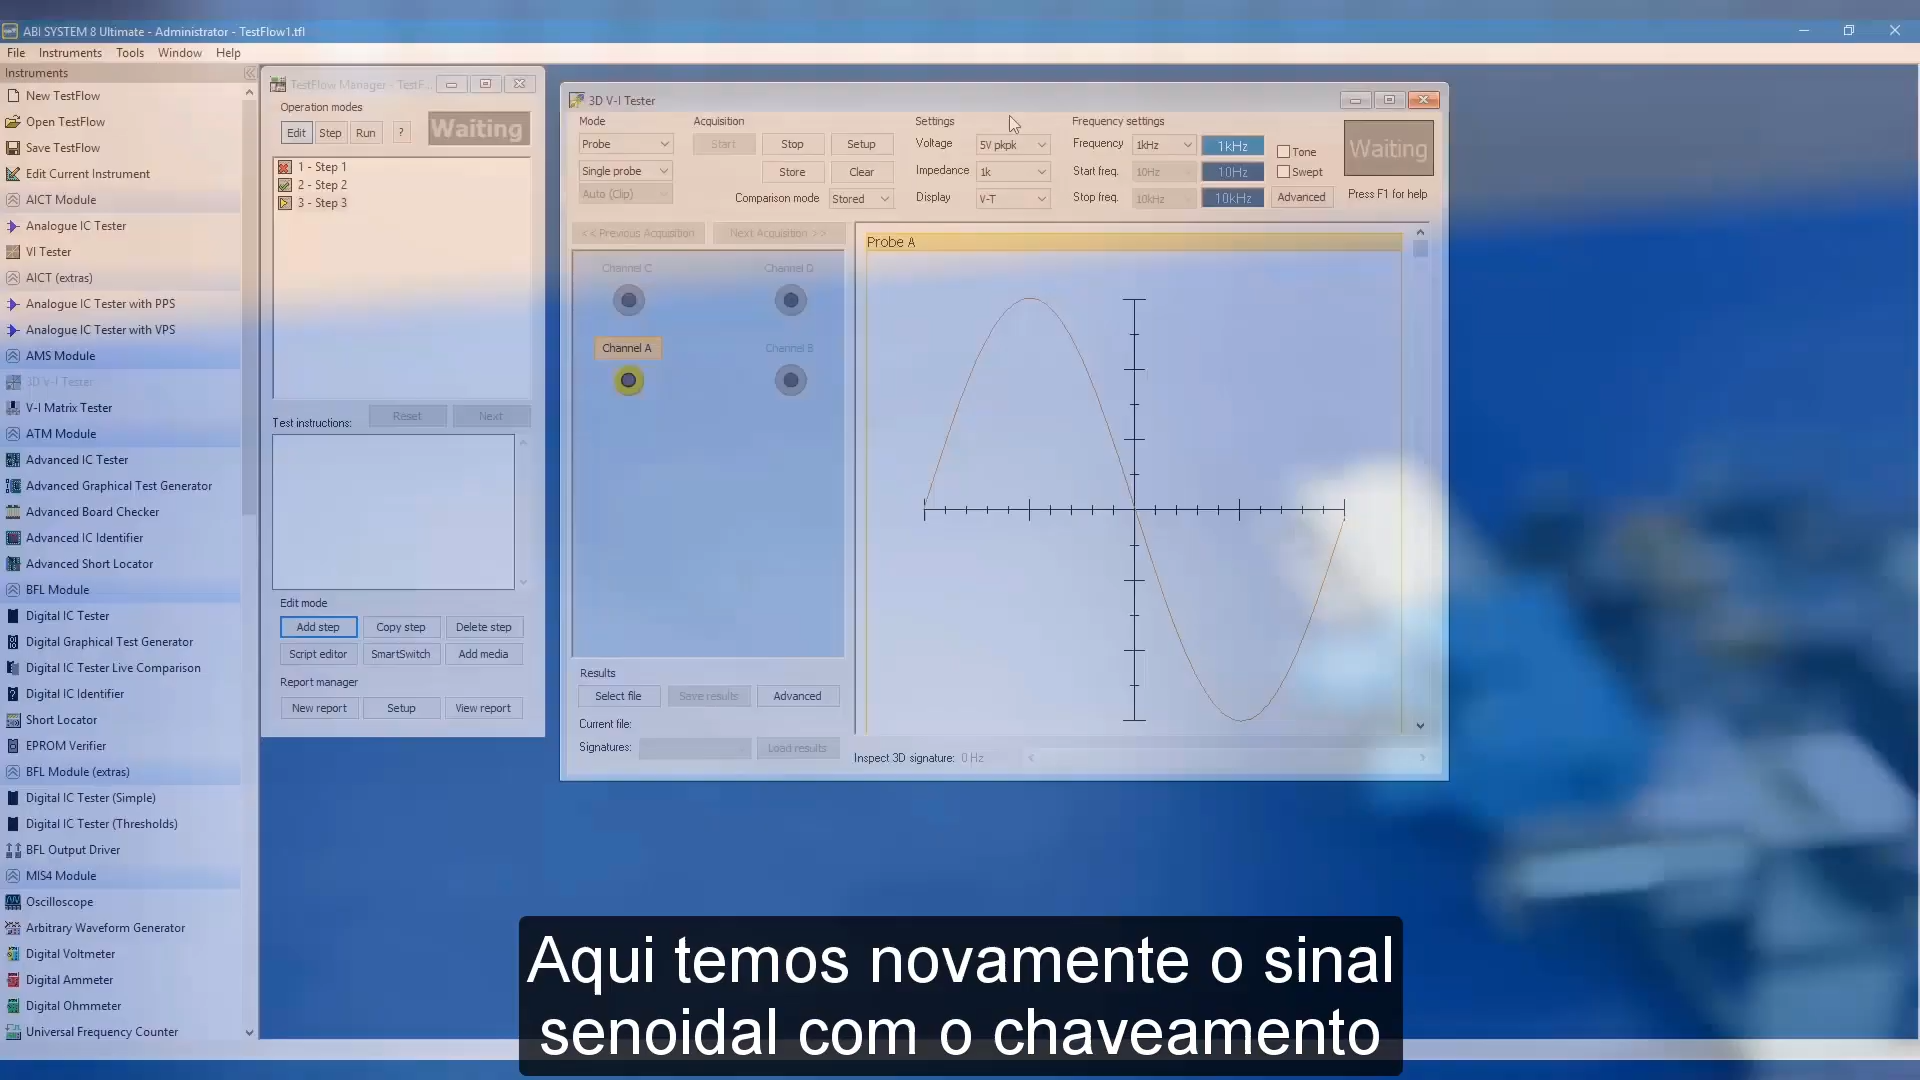 ABI SYSTEM 8 Ultimate - Administrator - TestFlow1.tfl
File Instruments Tools Window Help
Instruments
New TestFlow
Open TestFlow
Save TestFlow
Edit Current Instrument
AICT Module
Analogue IC Tester
VI Tester
AICT (extras)
Analogue IC Tester with PPS
Analogue IC Tester with VPS
AMS Module
3D V-I Tester
V-I Matrix Tester
ATM Module
Advanced IC Tester
Advanced Graphical Test Generator
Advanced Board Checker
Advanced IC Identifier
Advanced Short Locator
BFL Module
Digital IC Tester
Digital Graphical Test Generator
Digital IC Tester Live Comparison
Digital IC Identifier
Short Locator
EPROM Verifier
BFL Module (extras)
Digital IC Tester (Simple)
Digital IC Tester (Thresholds)
BFL Output Driver
MIS4 Module
Oscilloscope
Arbitrary Waveform Generator
Digital Voltmeter
Digital Ammeter
Digital Ohmmeter
Universal Frequency Counter
TestFlow Manager - TestF...
Operation modes
Edit Step Run ? Waiting
1 - Step 1
2 - Step 2
3 - Step 3
Test instructions: Reset Next
Edit mode
Add step Copy step Delete step
Script editor SmartSwitch Add media
Report manager
New report Setup View report
3D V-I Tester
Mode Acquisition Settings Frequency settings
Probe Start Stop Setup Voltage 5V pkpk Frequency 1kHz 1kHz Tone Waiting
Single probe Store Clear Impedance 1k Start freq. 10Hz 10Hz Swept
Auto (Clip) Comparison mode Stored Display V-T Stop freq. 10kHz 10kHz Advanced Press F1 for help
<< Previous Acquisition Next Acquisition >>
Probe A
Channel C Channel D
Channel A Channel B
Results
Select file Save results Advanced
Current file:
Signatures: Load results
Inspect 3D signature: 0 Hz
Aqui temos novamente o sinal
senoidal com o chaveamento